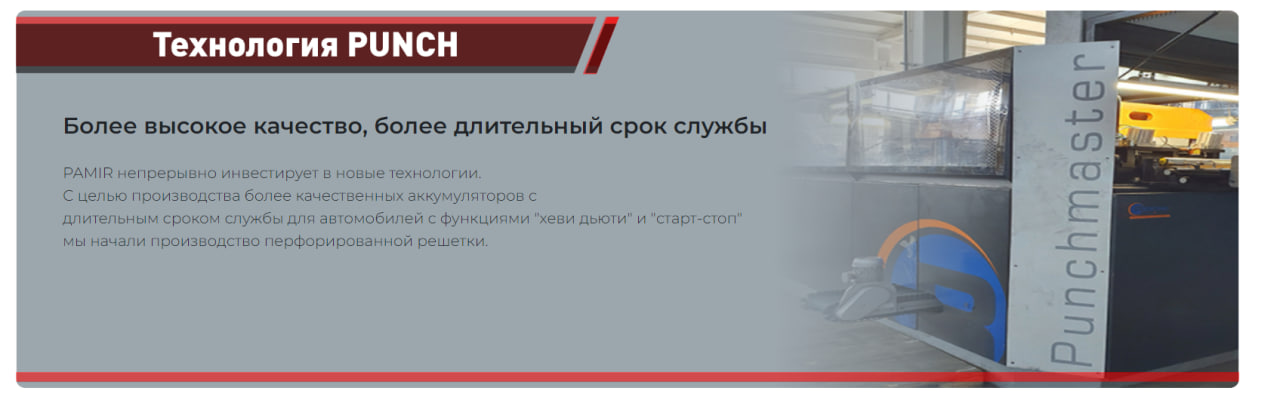 Технология PUNCH
Более высокое качество, более длительный срок службы
PAMIR непрерывно инвестирует в новые технологии.
С целью производства более качественных аккумуляторов с
длительным сроком службы для автомобилей с функциями "хеви дьюти" и "старт-стоп"
мы начали производство перфорированной решетки.
Punchmaster